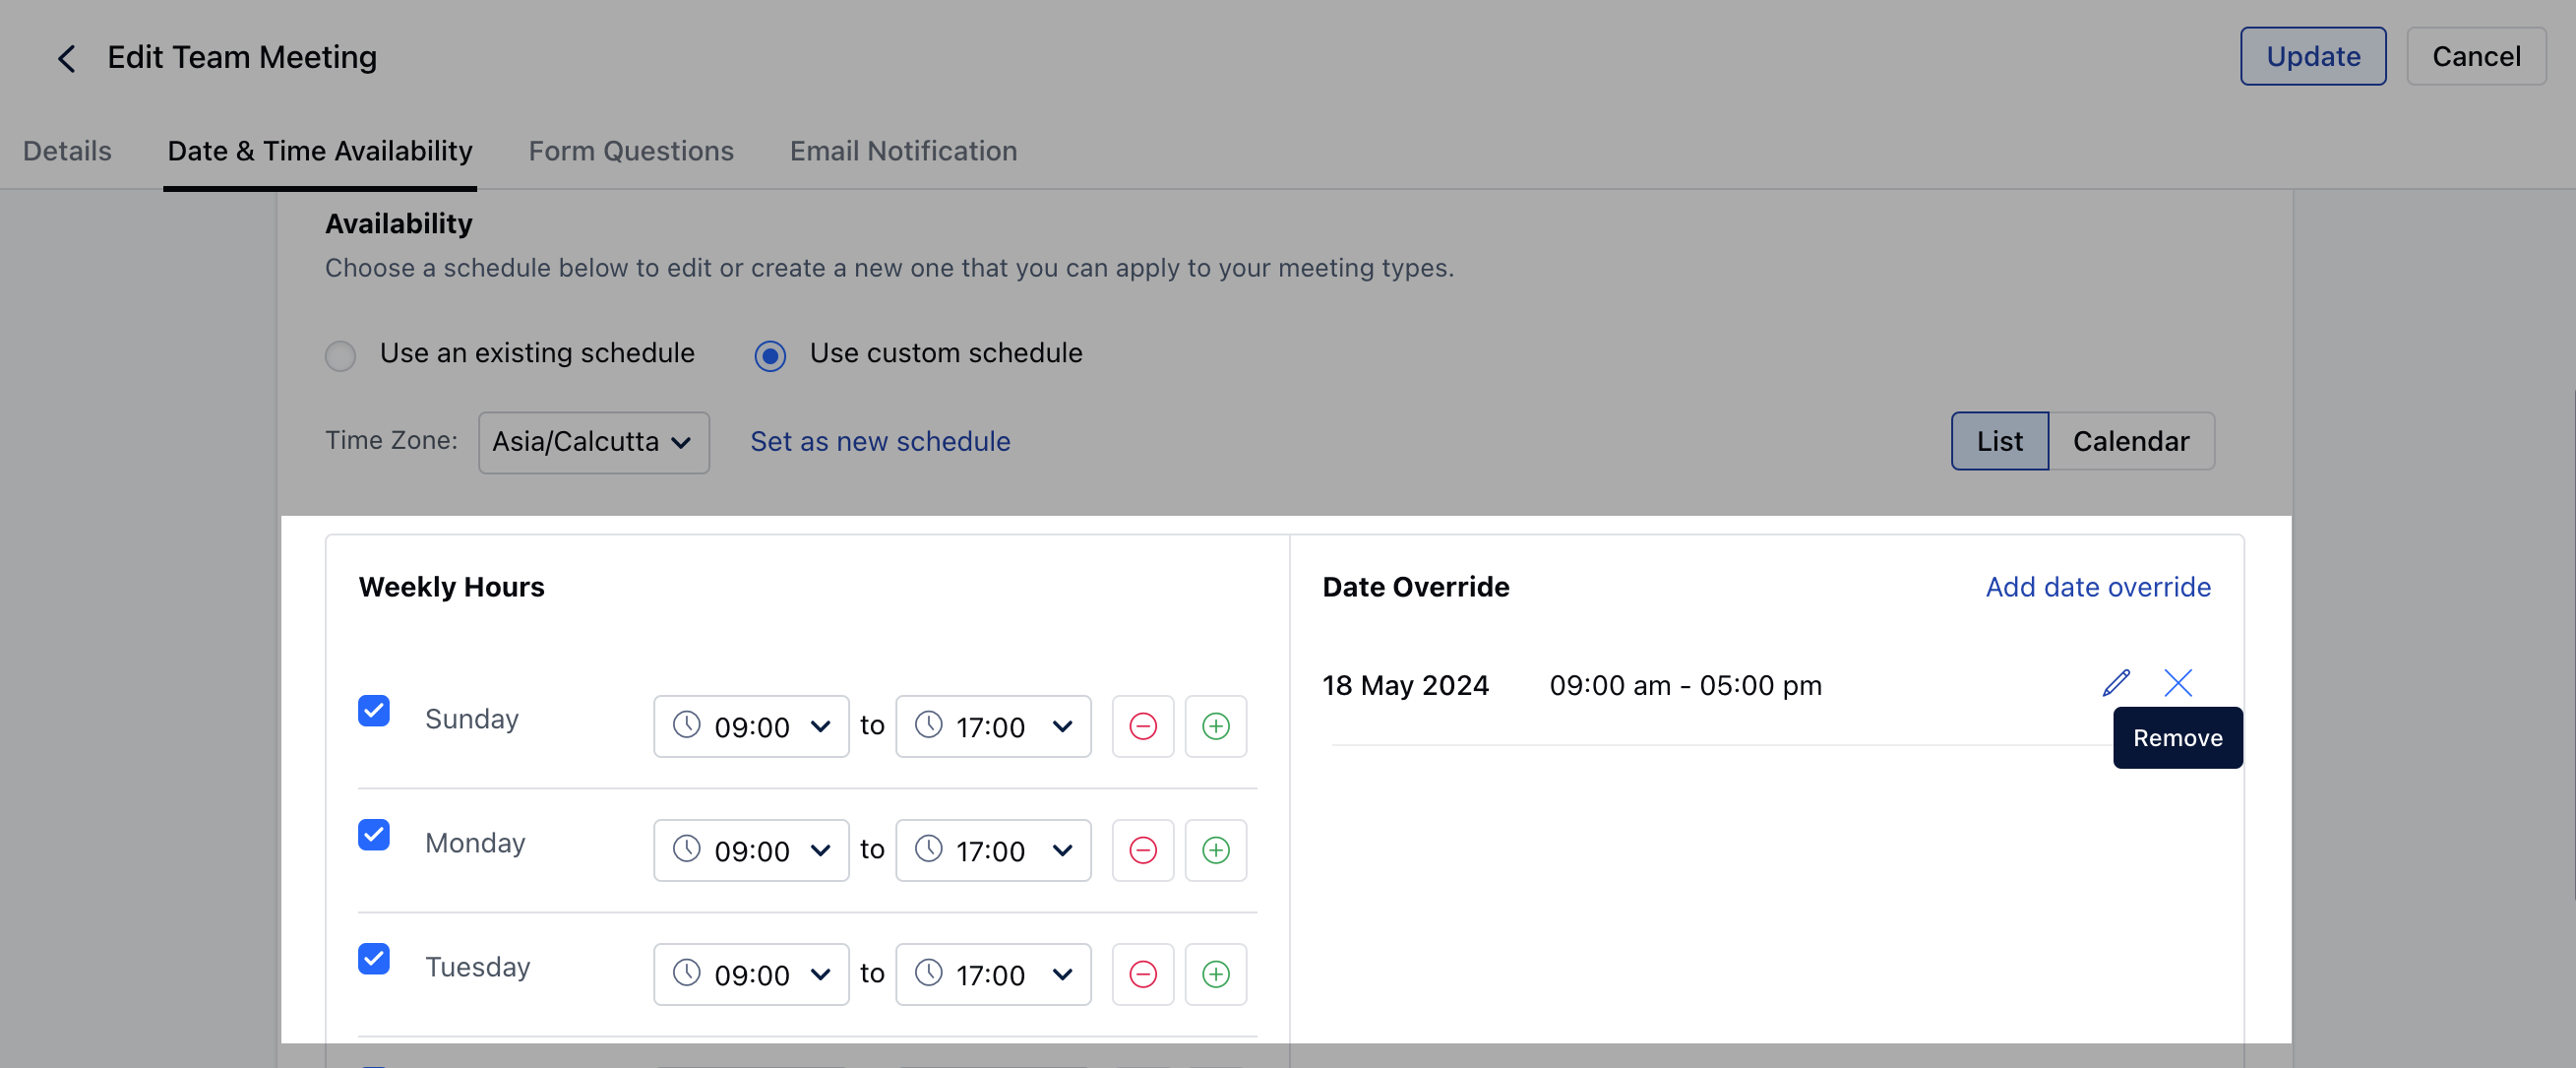 Edit Team Meeting
Update
Cancel
Details
Date & Time Availability
Form Questions
Email Notification
Availability
Choose a schedule below to edit or create a new one that you can apply to your meeting types.
Use an existing schedule
Use custom schedule
Time Zone:
Asia/Calcutta
Set as new schedule
List
Calendar
Weekly Hours
Sunday
09:00
to
17:00
Monday
09:00
to
17:00
Tuesday
09:00
to
17:00
Date Override
Add date override
18 May 2024
09:00 am - 05:00 pm
Remove